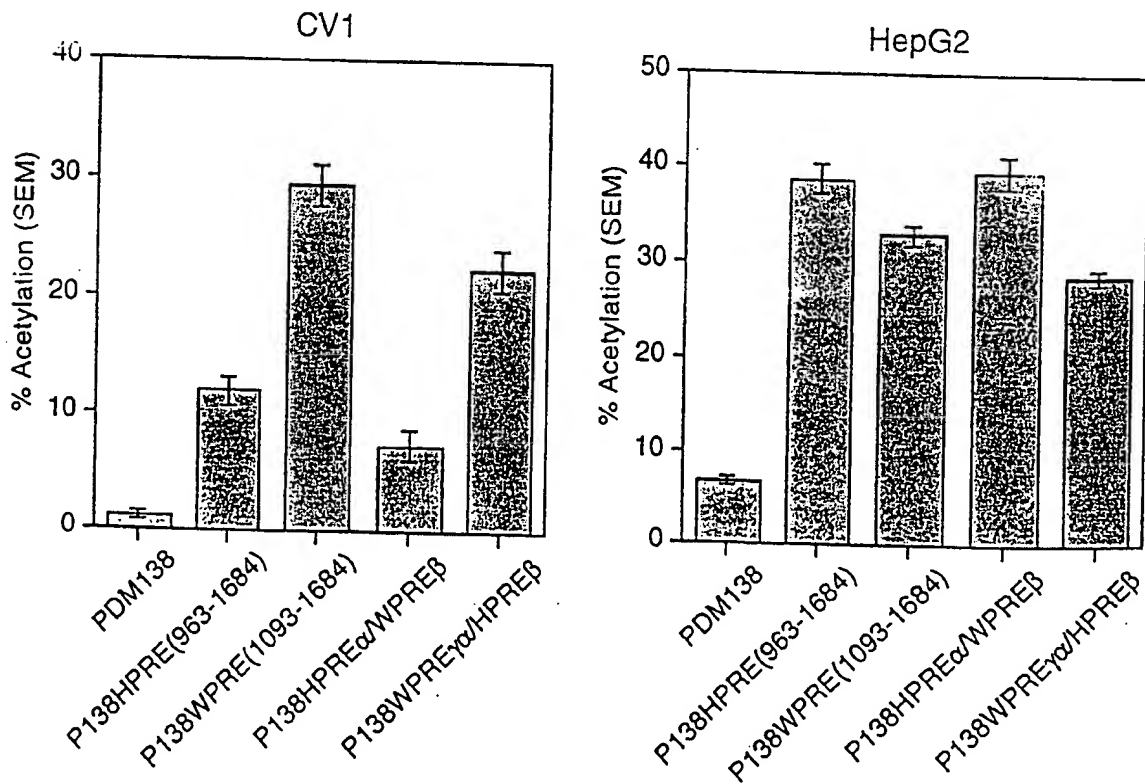 CV1
% Acetylation (SEM)
40
30
20
10
0
PDM138
P138HPRE(963-1684)
P138WPRE(1093-1684)
P138HPREα/WPREβ
P138WPREγα/HPREβ
HepG2
% Acetylation (SEM)
50
40
30
20
10
0
PDM138
P138HPRE(963-1684)
P138WPRE(1093-1684)
P138HPREα/WPREβ
P138WPREγα/HPREβ